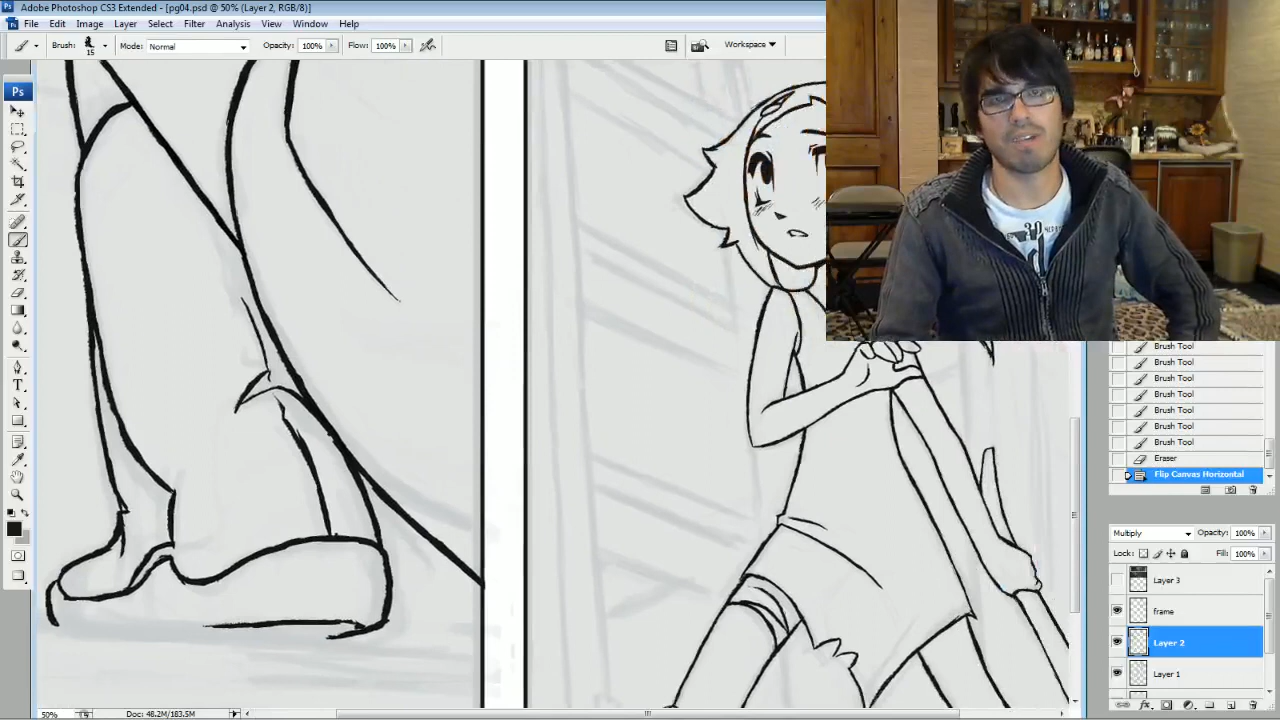 Adobe Photoshop CS3 Extended - [pg04.psd @ 50% (Layer 2, RGB/8)]
File Edit Image Layer Select Filter Analysis View Window Help
Brush: 15 Mode: Normal Opacity: 100% Flow: 100% Workspace
Ps
30
Brush Tool
Brush Tool
Brush Tool
Brush Tool
Brush Tool
Brush Tool
Brush Tool
Eraser
Flip Canvas Horizontal
Multiply Opacity: 100%
Lock: Fill: 100%
Layer 3
frame
Layer 2
Layer 1
50% Doc: 48.2M/183.5M